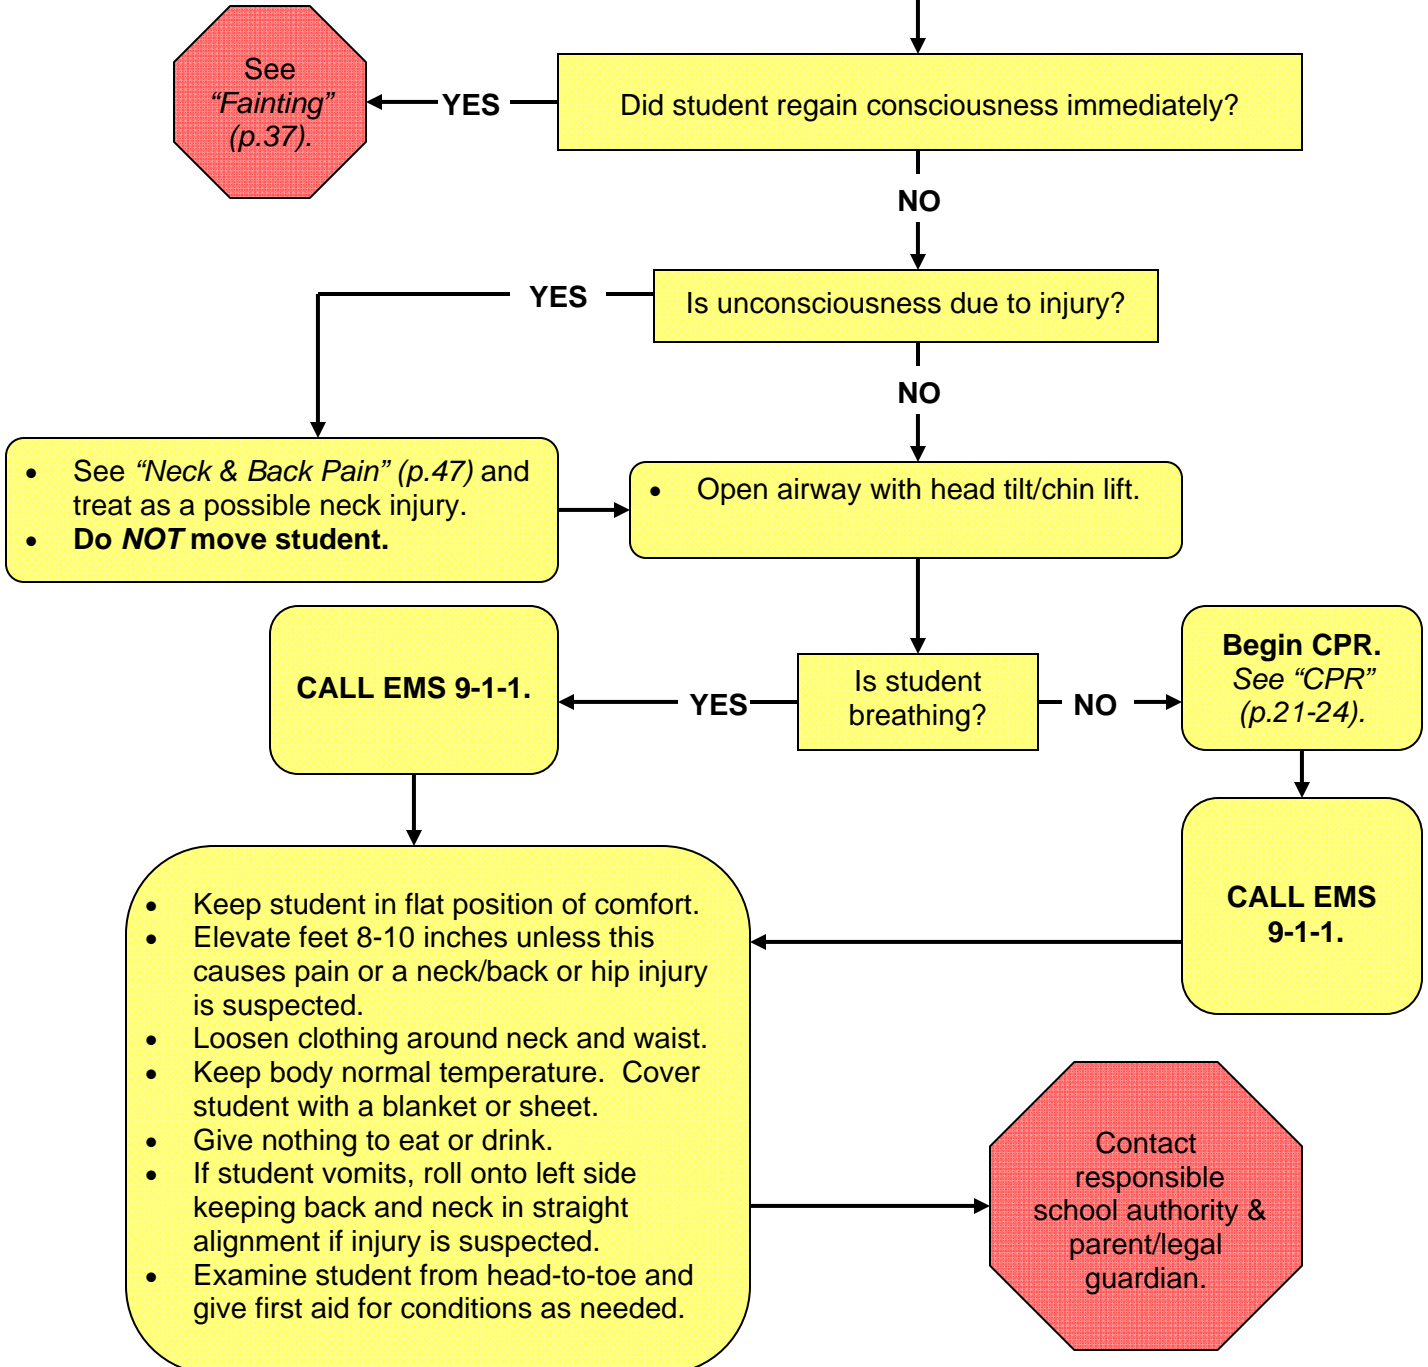 See
“Fainting”
(p.37).
YES
Did student regain consciousness immediately?
NO
YES
Is unconsciousness due to injury?
NO
• See “Neck & Back Pain” (p.47) and
treat as a possible neck injury.
• Do NOT move student.
• Open airway with head tilt/chin lift.
CALL EMS 9-1-1.
YES
Is student
breathing?
NO
Begin CPR.
See “CPR”
(p.21-24).
CALL EMS
9-1-1.
• Keep student in flat position of comfort.
• Elevate feet 8-10 inches unless this
causes pain or a neck/back or hip injury
is suspected.
• Loosen clothing around neck and waist.
• Keep body normal temperature.  Cover
student with a blanket or sheet.
• Give nothing to eat or drink.
• If student vomits, roll onto left side
keeping back and neck in straight
alignment if injury is suspected.
• Examine student from head-to-toe and
give first aid for conditions as needed.
Contact
responsible
school authority &
parent/legal
guardian.